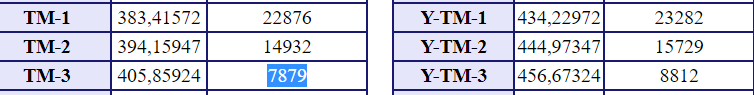 TM-1 383,41572 22876 Y-TM-1 434,22972 23282
TM-2 394,15947 14932 Y-TM-2 444,97347 15729
TM-3 405,85924 7879 Y-TM-3 456,67324 8812